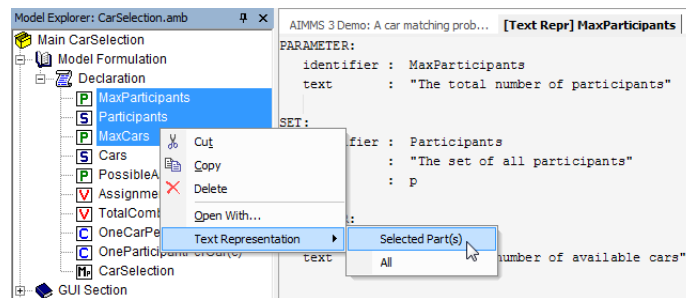 Model Explorer: CarSelection.amb
Main CarSelection
Model Formulation
Declaration
MaxParticipants
Participants
MaxCars
Cars
PossibleA
Assignme
TotalComb
OneCarPe
OneParticipantPerCar(c)
CarSelection
GUI Section
Cut
Copy
Delete
Open With...
Text Representation
Selected Part(s)
All
AIMMS 3 Demo: A car matching prob...
[Text Repr] MaxParticipants
PARAMETER:
identifier : MaxParticipants
text : "The total number of participants"
SET:
fier : Participants
: "The set of all participants"
: p
:
text number of available cars"